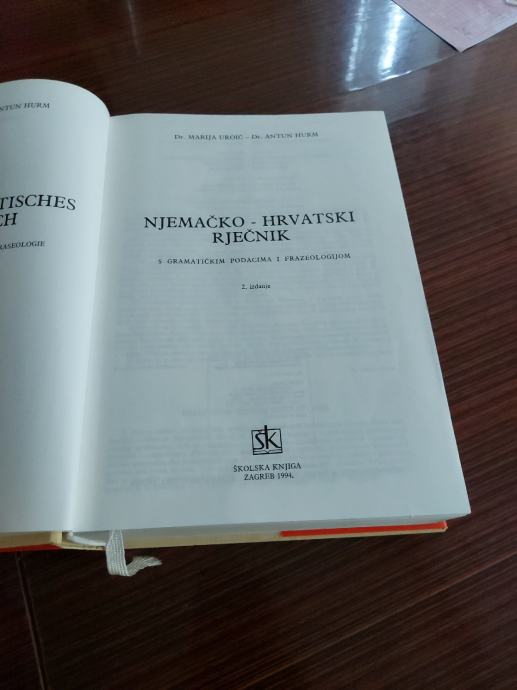 ANTUN HURM
TISCHES
CH
RASEOLOGIE
Dr. MARIJA UROIĆ – Dr. ANTUN HURM
NJEMAČKO - HRVATSKI
RJEČNIK
S GRAMATIČKIM PODACIMA I FRAZEOLOGIJOM
2. izdanje
ŠK
ŠKOLSKA KNJIGA
ZAGREB 1994.